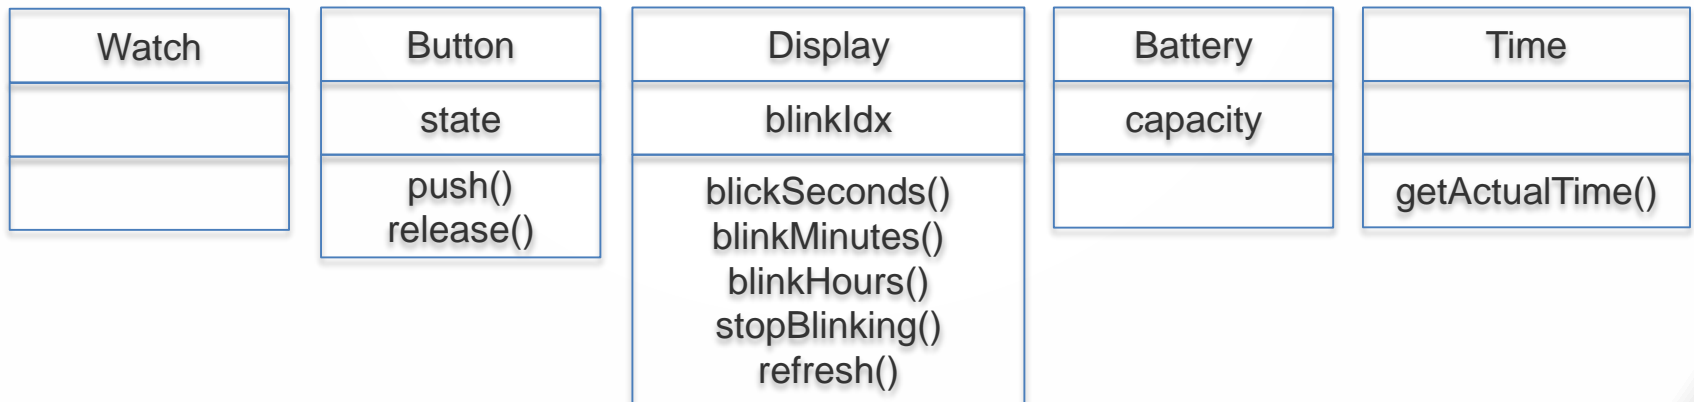 Watch
Button
state
push()
release()
Display
blinkIdx
blickSeconds()
blinkMinutes()
blinkHours()
stopBlinking()
refresh()
Battery
capacity
Time
getActualTime()